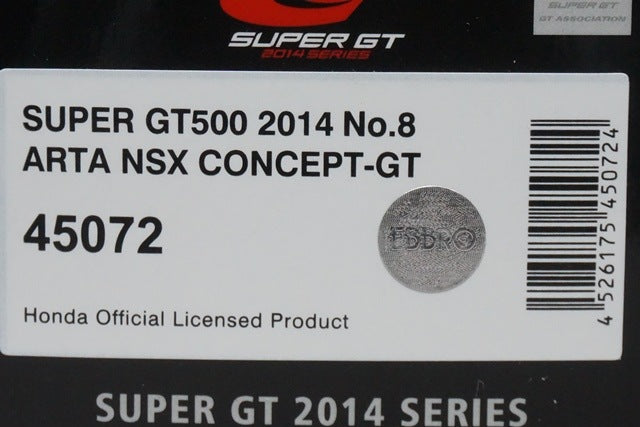 SUPER GT
2014 SERIES
SUPER GT
GT ASSOCIATION
SUPER GT500 2014 No.8
ARTA NSX CONCEPT-GT
45072
EBBRO
Honda Official Licensed Product
4 526175 450724
SUPER GT 2014 SERIES